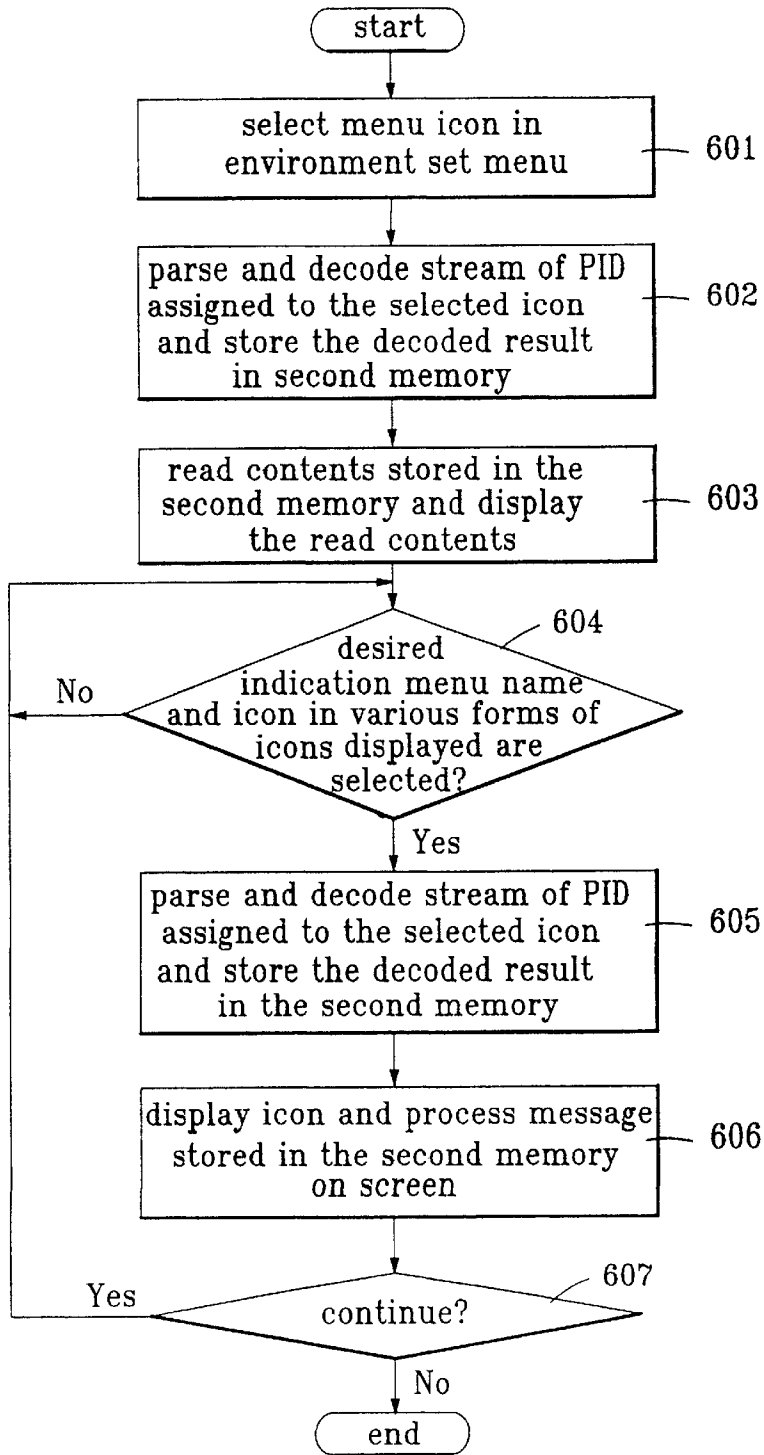 start
select menu icon in
environment set menu
601
parse and decode stream of PID
assigned to the selected icon
and store the decoded result
in second memory
602
read contents stored in the
second memory and display
the read contents
603
604
desired
indication menu name
and icon in various forms of
icons displayed are
selected?
No
Yes
parse and decode stream of PID
assigned to the selected icon
and store the decoded result
in the second memory
605
display icon and process message
stored in the second memory
on screen
606
607
continue?
Yes
No
end